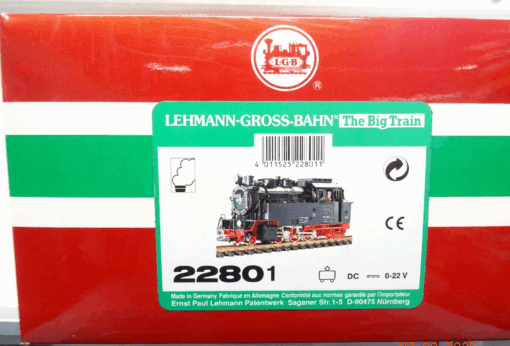 LGB
®
LEHMANN-GROSS-BAHN® The Big Train
4 011525 228011
CE
22801
DC 0-22 V
Made in Germany Fabriqué en Allemagne Conformité aux normes garantie par l'importateur
Ernst Paul Lehmann Patentwerk Saganer Str. 1-5 D-90475 Nürnberg